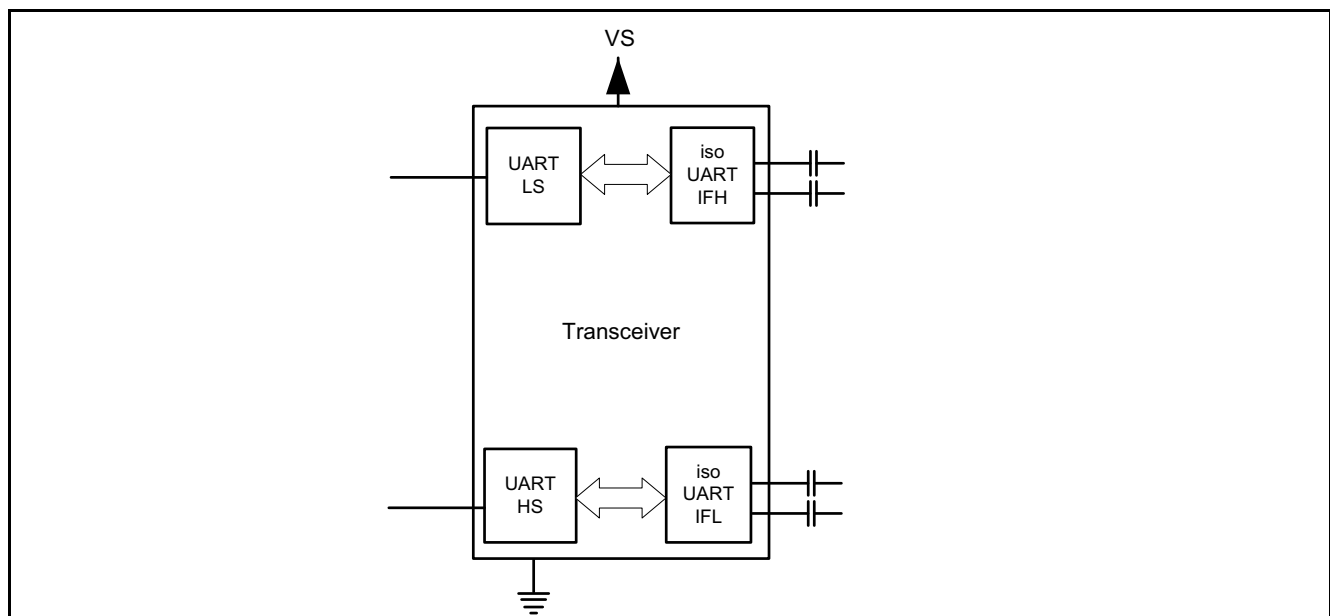 VS
UART
LS
iso
UART
IFH
Transceiver
UART
HS
iso
UART
IFL